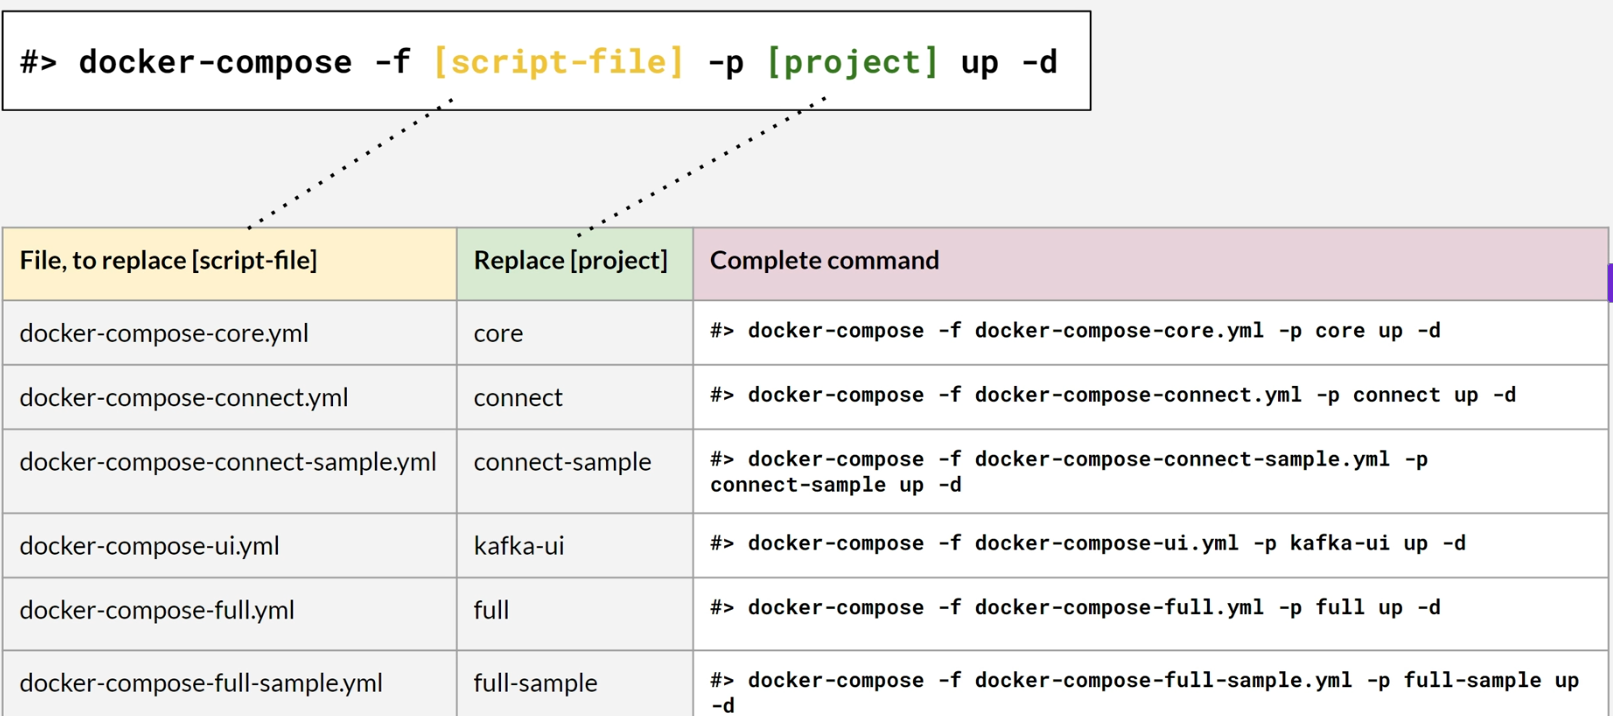 #> docker-compose -f [script-file] -p [project] up -d
File, to replace [script-file]
Replace [project]
Complete command
docker-compose-core.yml
core
#> docker-compose -f docker-compose-core.yml -p core up -d
docker-compose-connect.yml
connect
#> docker-compose -f docker-compose-connect.yml -p connect up -d
docker-compose-connect-sample.yml
connect-sample
#> docker-compose -f docker-compose-connect-sample.yml -p
connect-sample up -d
docker-compose-ui.yml
kafka-ui
#> docker-compose -f docker-compose-ui.yml -p kafka-ui up -d
docker-compose-full.yml
full
#> docker-compose -f docker-compose-full.yml -p full up -d
docker-compose-full-sample.yml
full-sample
#> docker-compose -f docker-compose-full-sample.yml -p full-sample up
-d